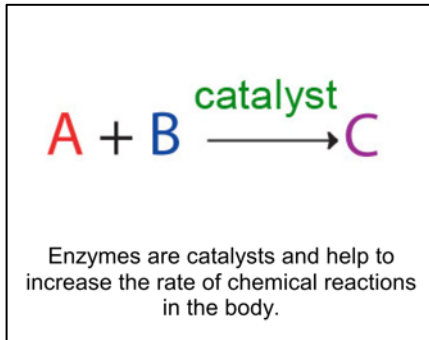 catalyst
A + B → C
Enzymes are catalysts and help to
increase the rate of chemical reactions
in the body.